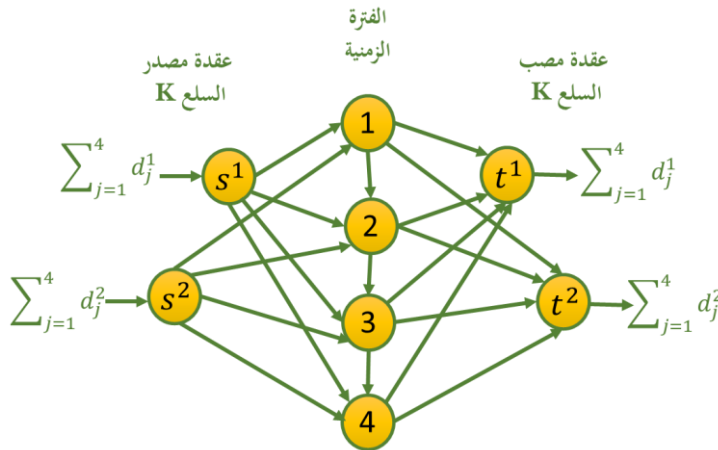 الفترة
الزمنية
عقدة مصدر
السلع K
عقدة مصب
السلع K
1
∑_{j=1}^{4} d_j^1
s^1
t^1
∑_{j=1}^{4} d_j^1
2
∑_{j=1}^{4} d_j^2
s^2
t^2
∑_{j=1}^{4} d_j^2
3
4